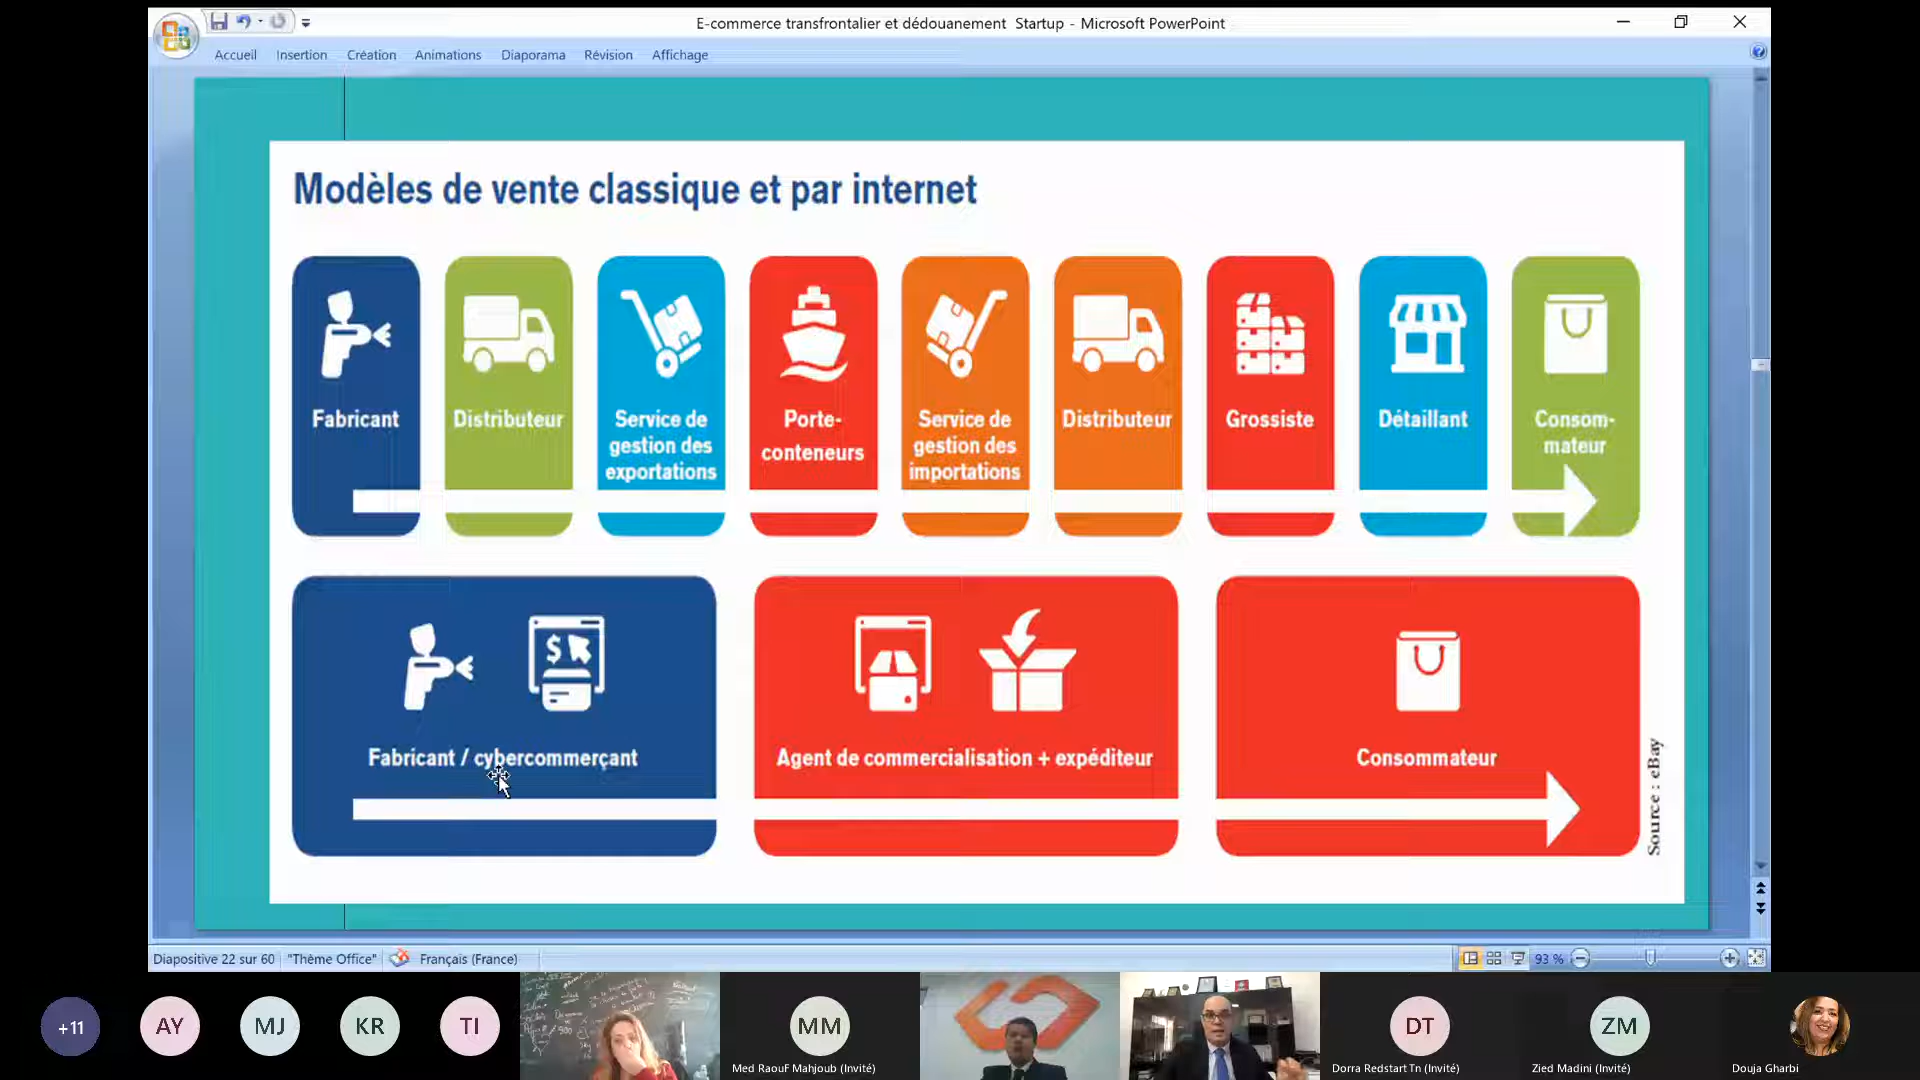 E-commerce transfrontalier et dédouanement Startup - Microsoft PowerPoint
Accueil Insertion Création Animations Diaporama Révision Affichage
Modèles de vente classique et par internet
Fabricant
Distributeur
Service de
gestion des
exportations
Porte-
conteneurs
Service de
gestion des
importations
Distributeur
Grossiste
Détaillant
Consom-
mateur
$
Fabricant / cybercommerçant
Agent de commercialisation + expéditeur
Consommateur
Source : eBay
Diapositive 22 sur 60 "Thème Office" Français (France) 93 %
+11
AY
MJ
KR
TI
MM
Med RaouF Mahjoub (Invité)
DT
Dorra Redstart Tn (Invité)
ZM
Zied Madini (Invité)
Douja Gharbi